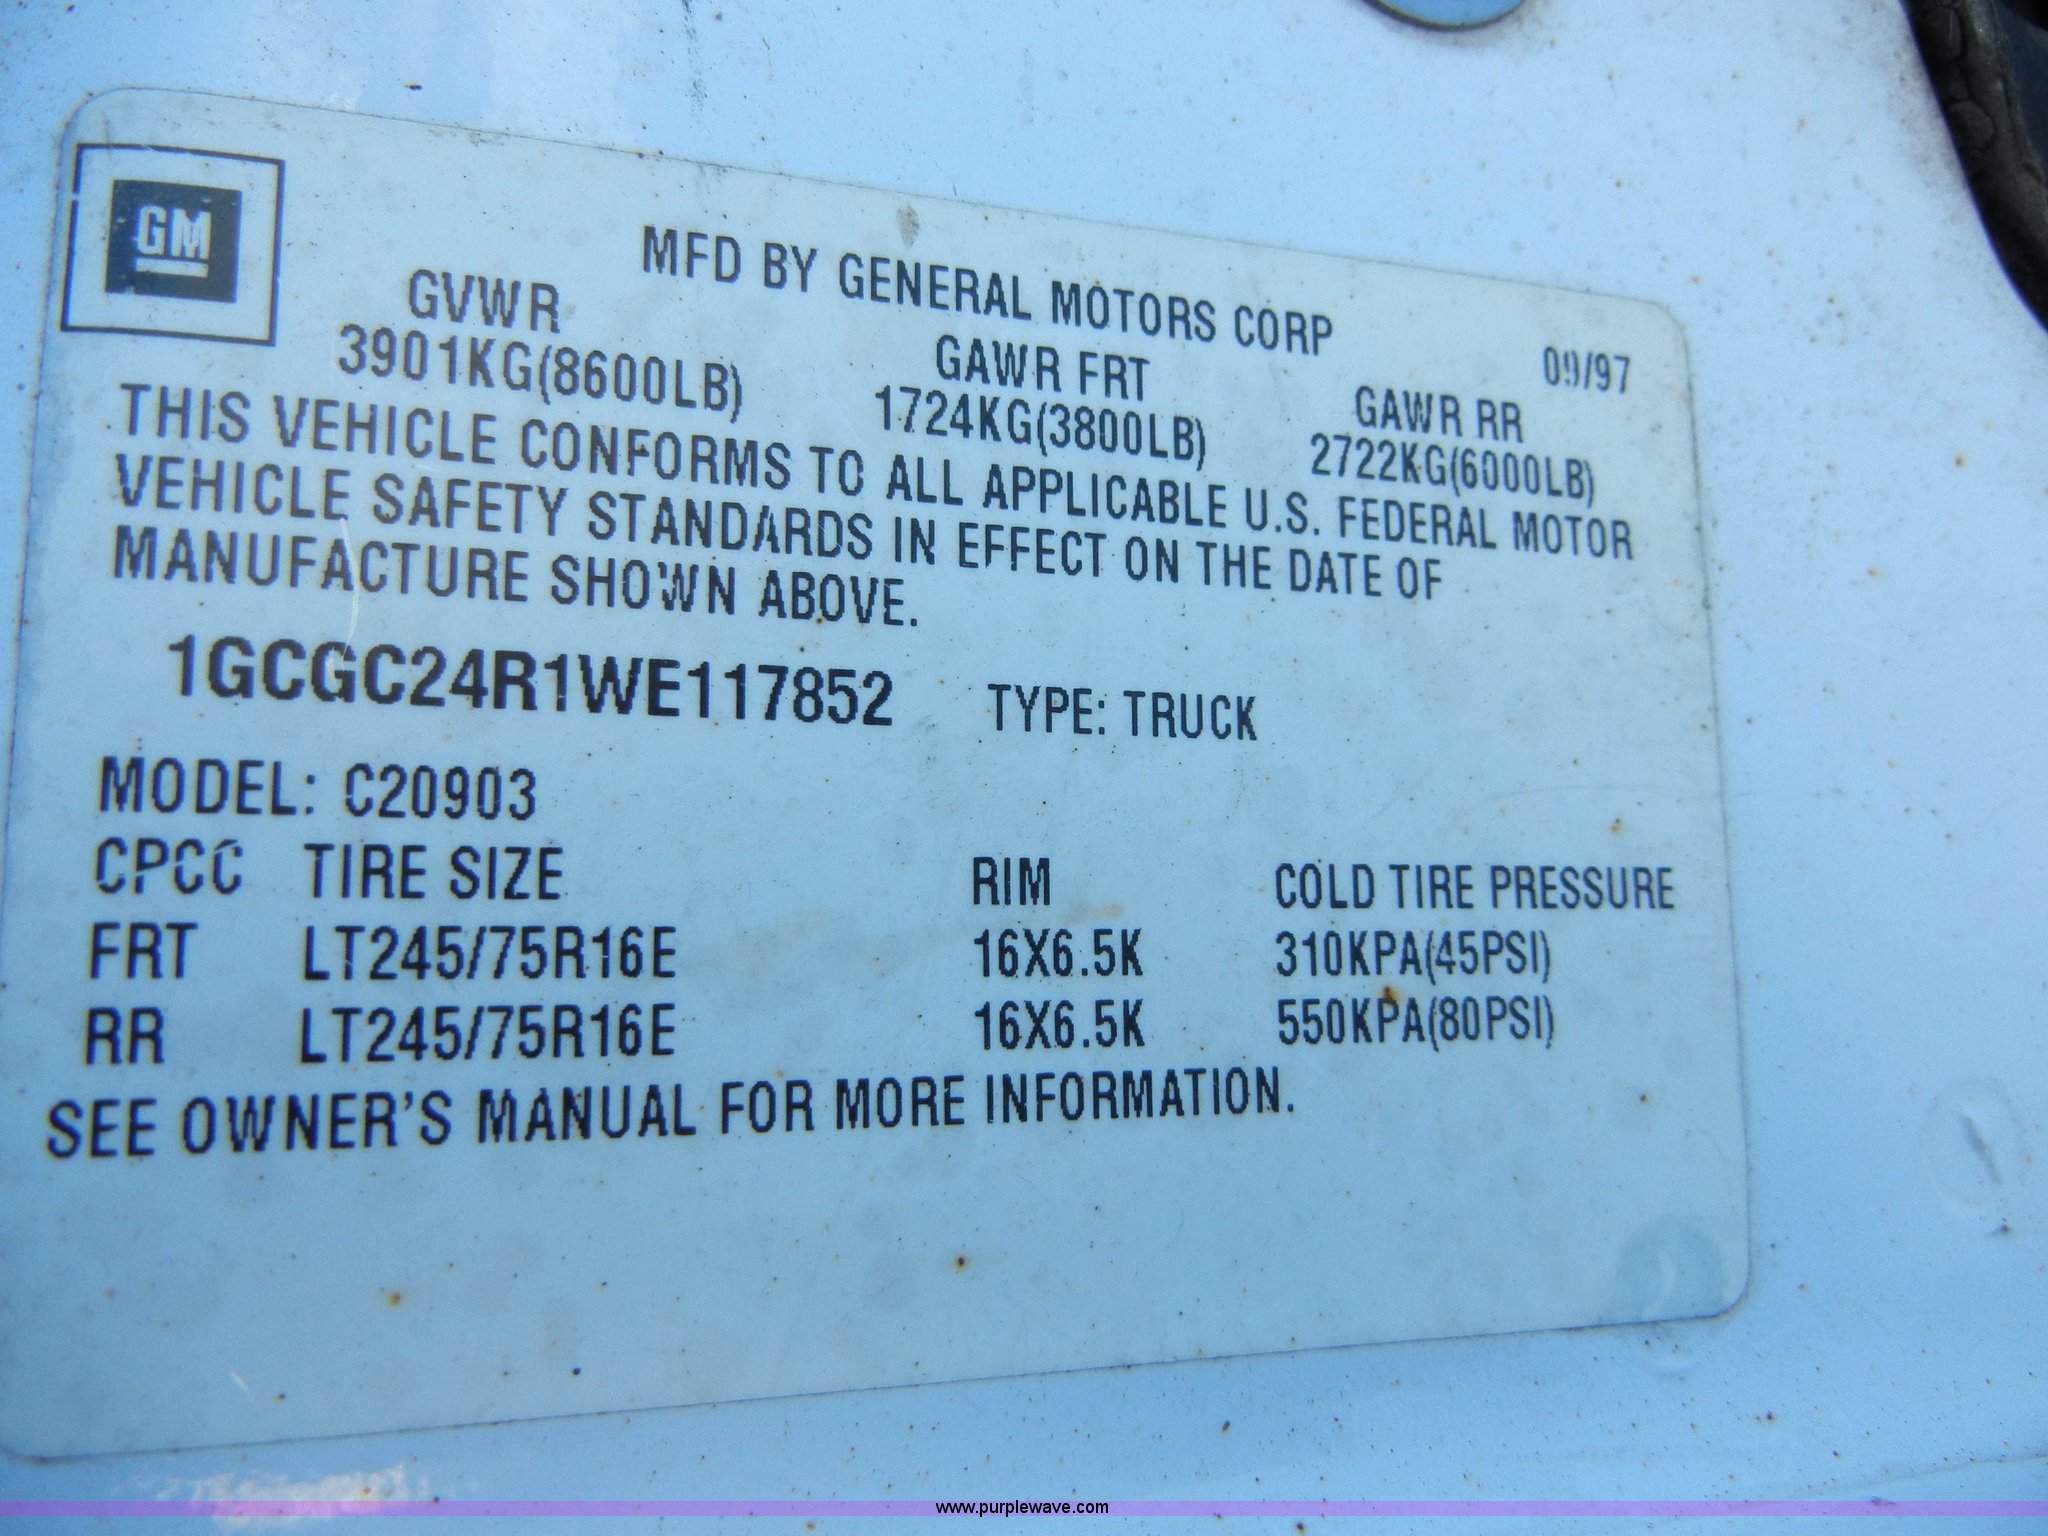 GM
MFD BY GENERAL MOTORS CORP
09/97
GVWR GAWR FRT GAWR RR
3901KG(8600LB) 1724KG(3800LB) 2722KG(6000LB)
THIS VEHICLE CONFORMS TO ALL APPLICABLE U.S. FEDERAL MOTOR
VEHICLE SAFETY STANDARDS IN EFFECT ON THE DATE OF
MANUFACTURE SHOWN ABOVE.
1GCGC24R1WE117852 TYPE: TRUCK
MODEL: C20903
CPCC TIRE SIZE RIM COLD TIRE PRESSURE
FRT LT245/75R16E 16X6.5K 310KPA(45PSI)
RR LT245/75R16E 16X6.5K 550KPA(80PSI)
SEE OWNER'S MANUAL FOR MORE INFORMATION.
www.purplewave.com